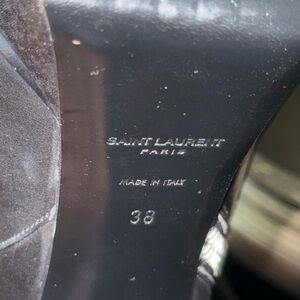 SAINT LAURENT
PARIS
MADE IN ITALY
38